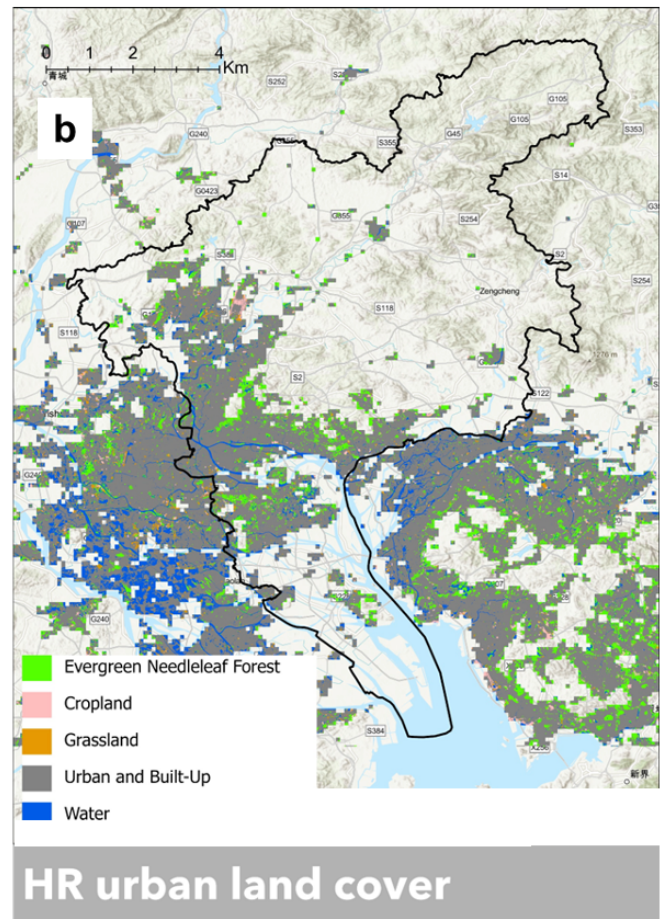 0 1 2 4
Km
青城
b
S252
G240
G105
G45
G105
S355
S353
S14
G0423
G355
S254
S2
Zengcheng
S254
S118
S118
S2
1276 m
S122
G240
S384
新界
Evergreen Needleleaf Forest
Cropland
Grassland
Urban and Built-Up
Water
HR urban land cover